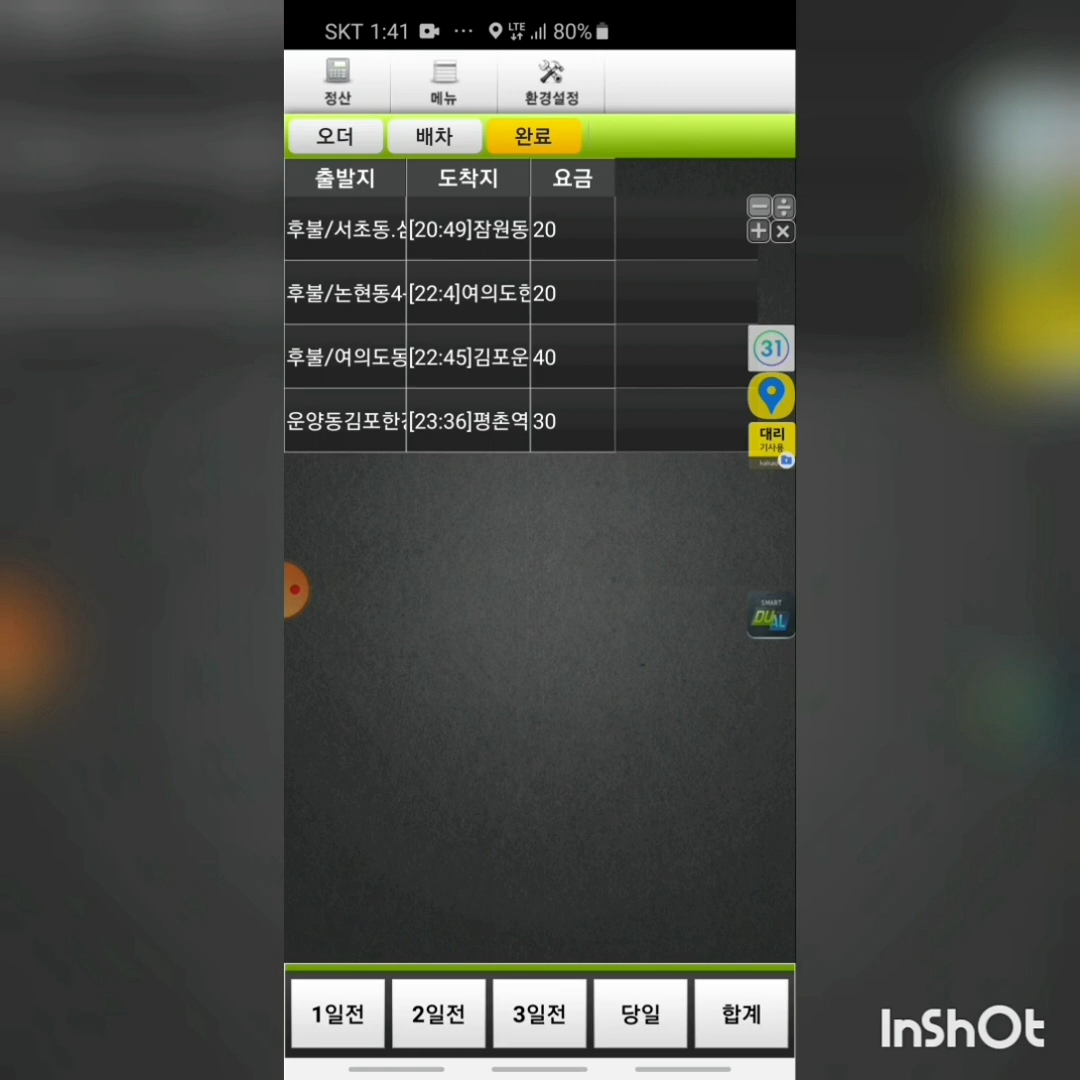 SKT 1:41 ··· LTE 80%
정산 메뉴 환경설정
오더 배차 완료
출발지 도착지 요금
후불/서초동. [20:49]잠원동 20
후불/논현동4 [22:4]여의도한 20
31
후불/여의도동 [22:45]김포운 40
운양동김포한강 [23:36]평촌역 30
대리
기사용
SMART
DUAL
1일전 2일전 3일전 당일 합계
InShOt